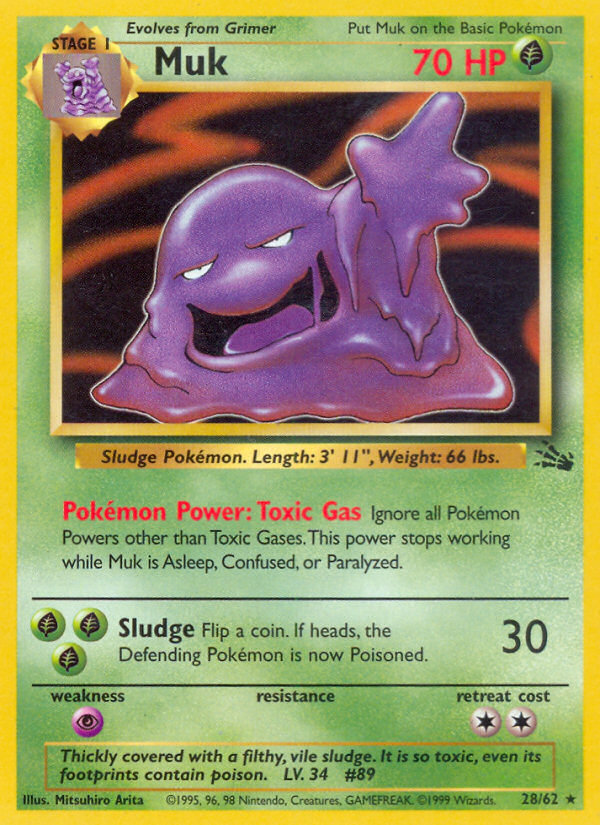 Evolves from Grimer
Put Muk on the Basic Pokémon
STAGE 1
Muk
70 HP
Sludge Pokémon. Length: 3' 11", Weight: 66 lbs.
Pokémon Power: Toxic Gas Ignore all Pokémon
Powers other than Toxic Gases. This power stops working
while Muk is Asleep, Confused, or Paralyzed.
Sludge Flip a coin. If heads, the
Defending Pokémon is now Poisoned.
30
weakness
resistance
retreat cost
Thickly covered with a filthy, vile sludge. It is so toxic, even its
footprints contain poison. LV. 34 #89
Illus. Mitsuhiro Arita
©1995, 96, 98 Nintendo, Creatures, GAMEFREAK. ©1999 Wizards.
28/62 ★